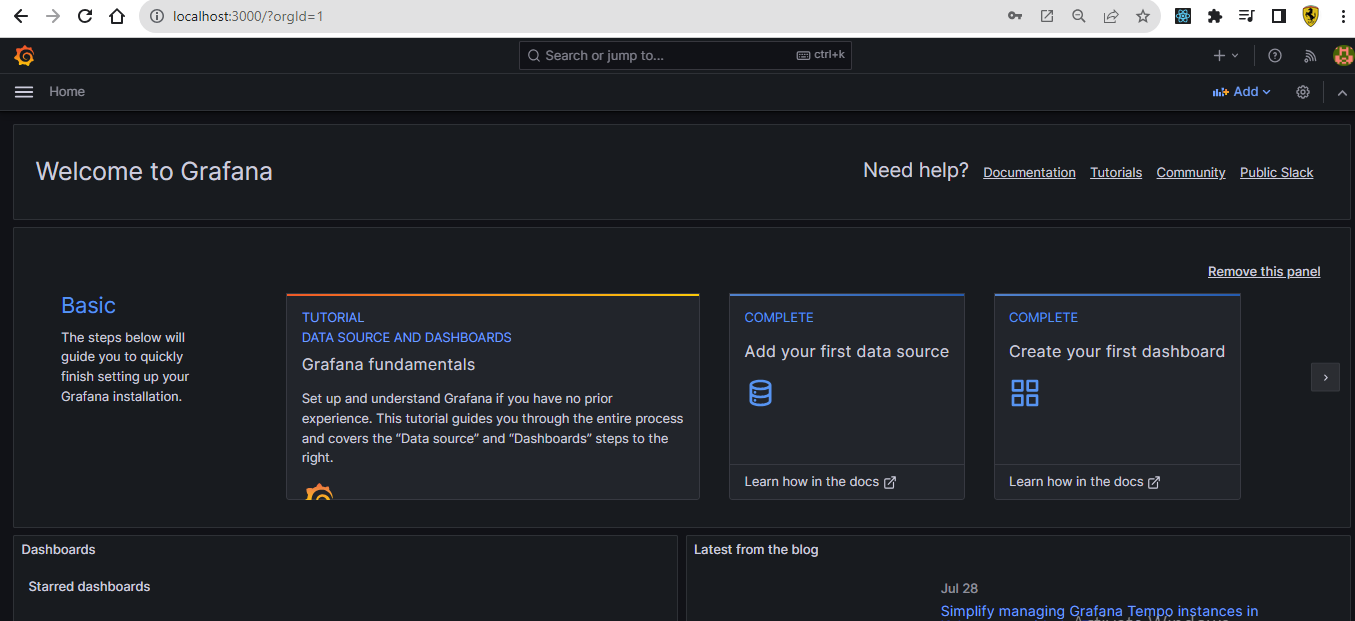 localhost:3000/?orgId=1
Search or jump to...
ctrl+k
Home
Add
Welcome to Grafana
Need help?
Documentation
Tutorials
Community
Public Slack
Remove this panel
Basic
The steps below will
guide you to quickly
finish setting up your
Grafana installation.
TUTORIAL
DATA SOURCE AND DASHBOARDS
Grafana fundamentals
Set up and understand Grafana if you have no prior
experience. This tutorial guides you through the entire process
and covers the “Data source” and “Dashboards” steps to the
right.
COMPLETE
Add your first data source
Learn how in the docs
COMPLETE
Create your first dashboard
Learn how in the docs
Dashboards
Starred dashboards
Latest from the blog
Jul 28
Simplify managing Grafana Tempo instances in
Activate Windows